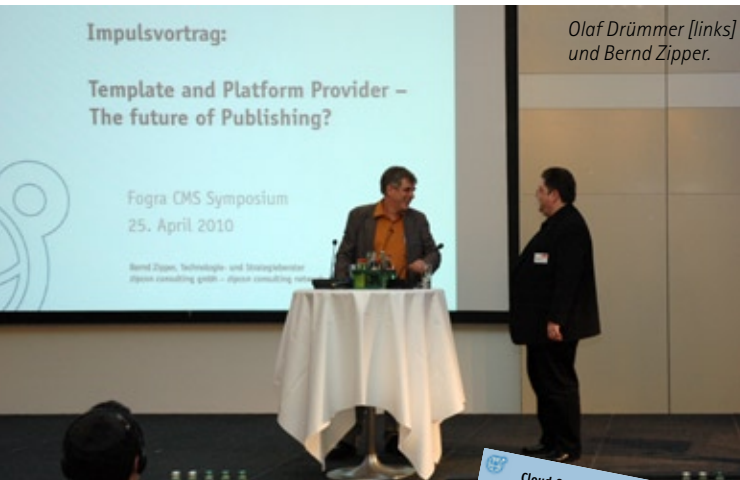 Olaf Drümmer [links]
und Bernd Zipper.
Impulsvortrag:
Template and Platform Provider –
The future of Publishing?
Fogra CMS Symposium
25. April 2010
Bernd Zipper, Technologie- und Strategieberater
zipcon consulting gmbh – zipcon consulting network
Cloud